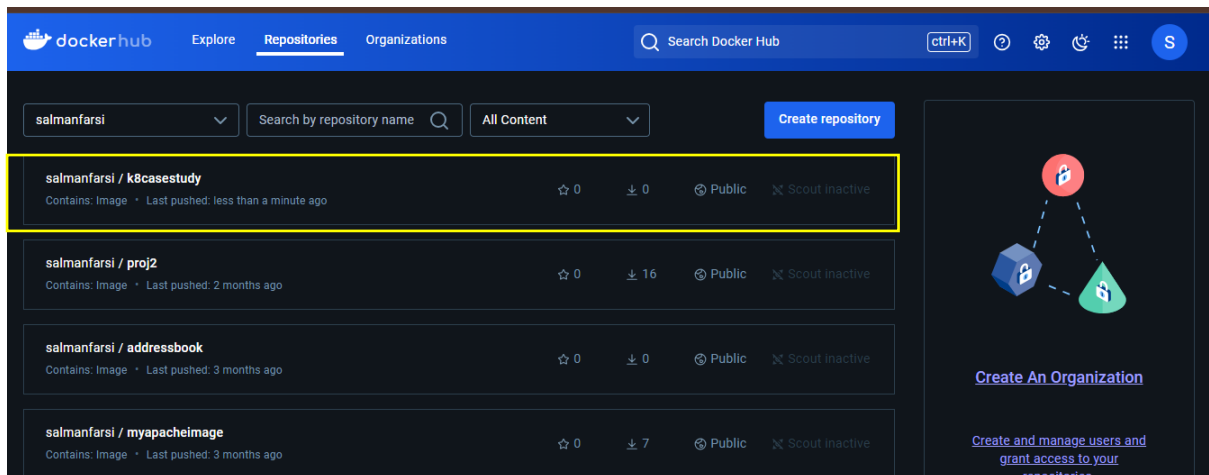 dockerhub Explore Repositories Organizations Search Docker Hub ctrl+K ? S
salmanfarsi Search by repository name All Content Create repository
salmanfarsi / k8casestudy 0 0 Public Scout inactive
Contains: Image • Last pushed: less than a minute ago
salmanfarsi / proj2 0 16 Public Scout inactive
Contains: Image • Last pushed: 2 months ago
salmanfarsi / addressbook 0 0 Public Scout inactive
Contains: Image • Last pushed: 3 months ago
salmanfarsi / myapacheimage 0 7 Public Scout inactive
Contains: Image • Last pushed: 3 months ago
Create An Organization
Create and manage users and
grant access to your
repositories